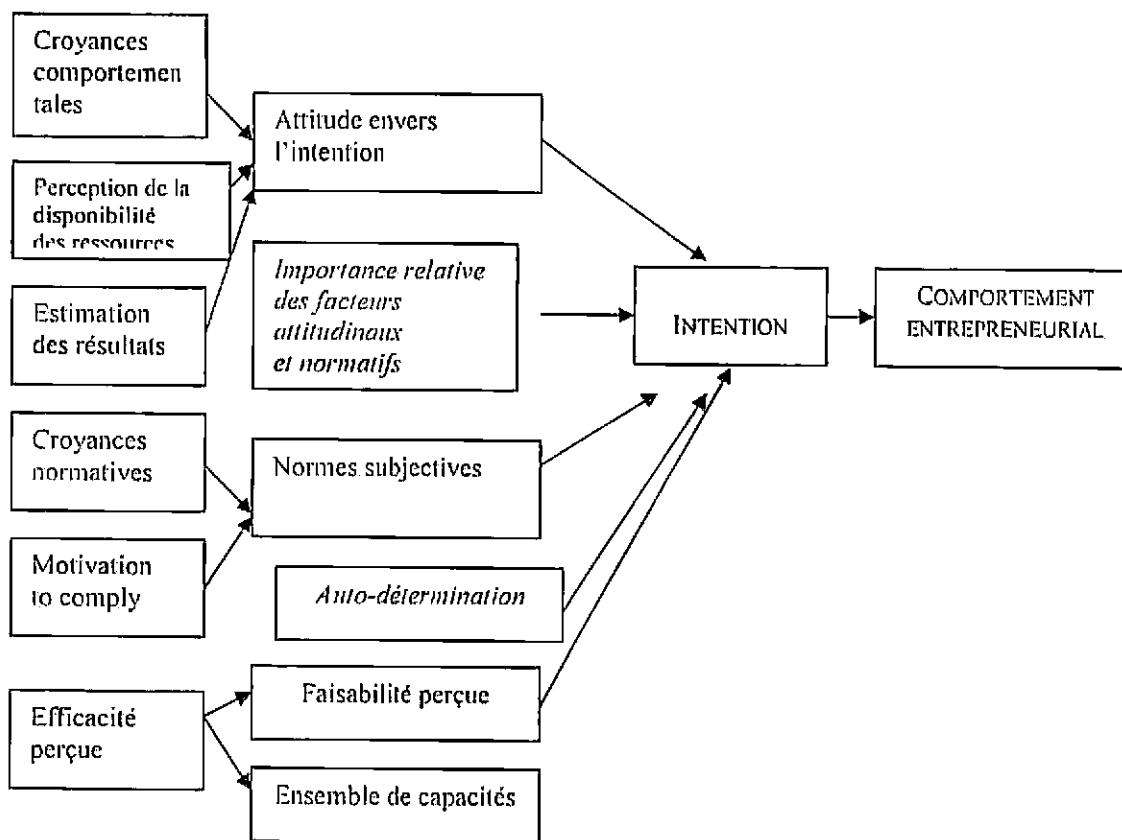 Croyances
comportemen
tales
Perception de la
disponibilité
des ressources
Estimation
des résultats
Croyances
normatives
Motivation
to comply
Efficacité
perçue
Attitude envers
l'intention
Importance relative
des facteurs
attitudinaux
et normatifs
Normes subjectives
Auto-détermination
Faisabilité perçue
Ensemble de capacités
INTENTION
COMPORTEMENT
ENTREPRENEURIAL